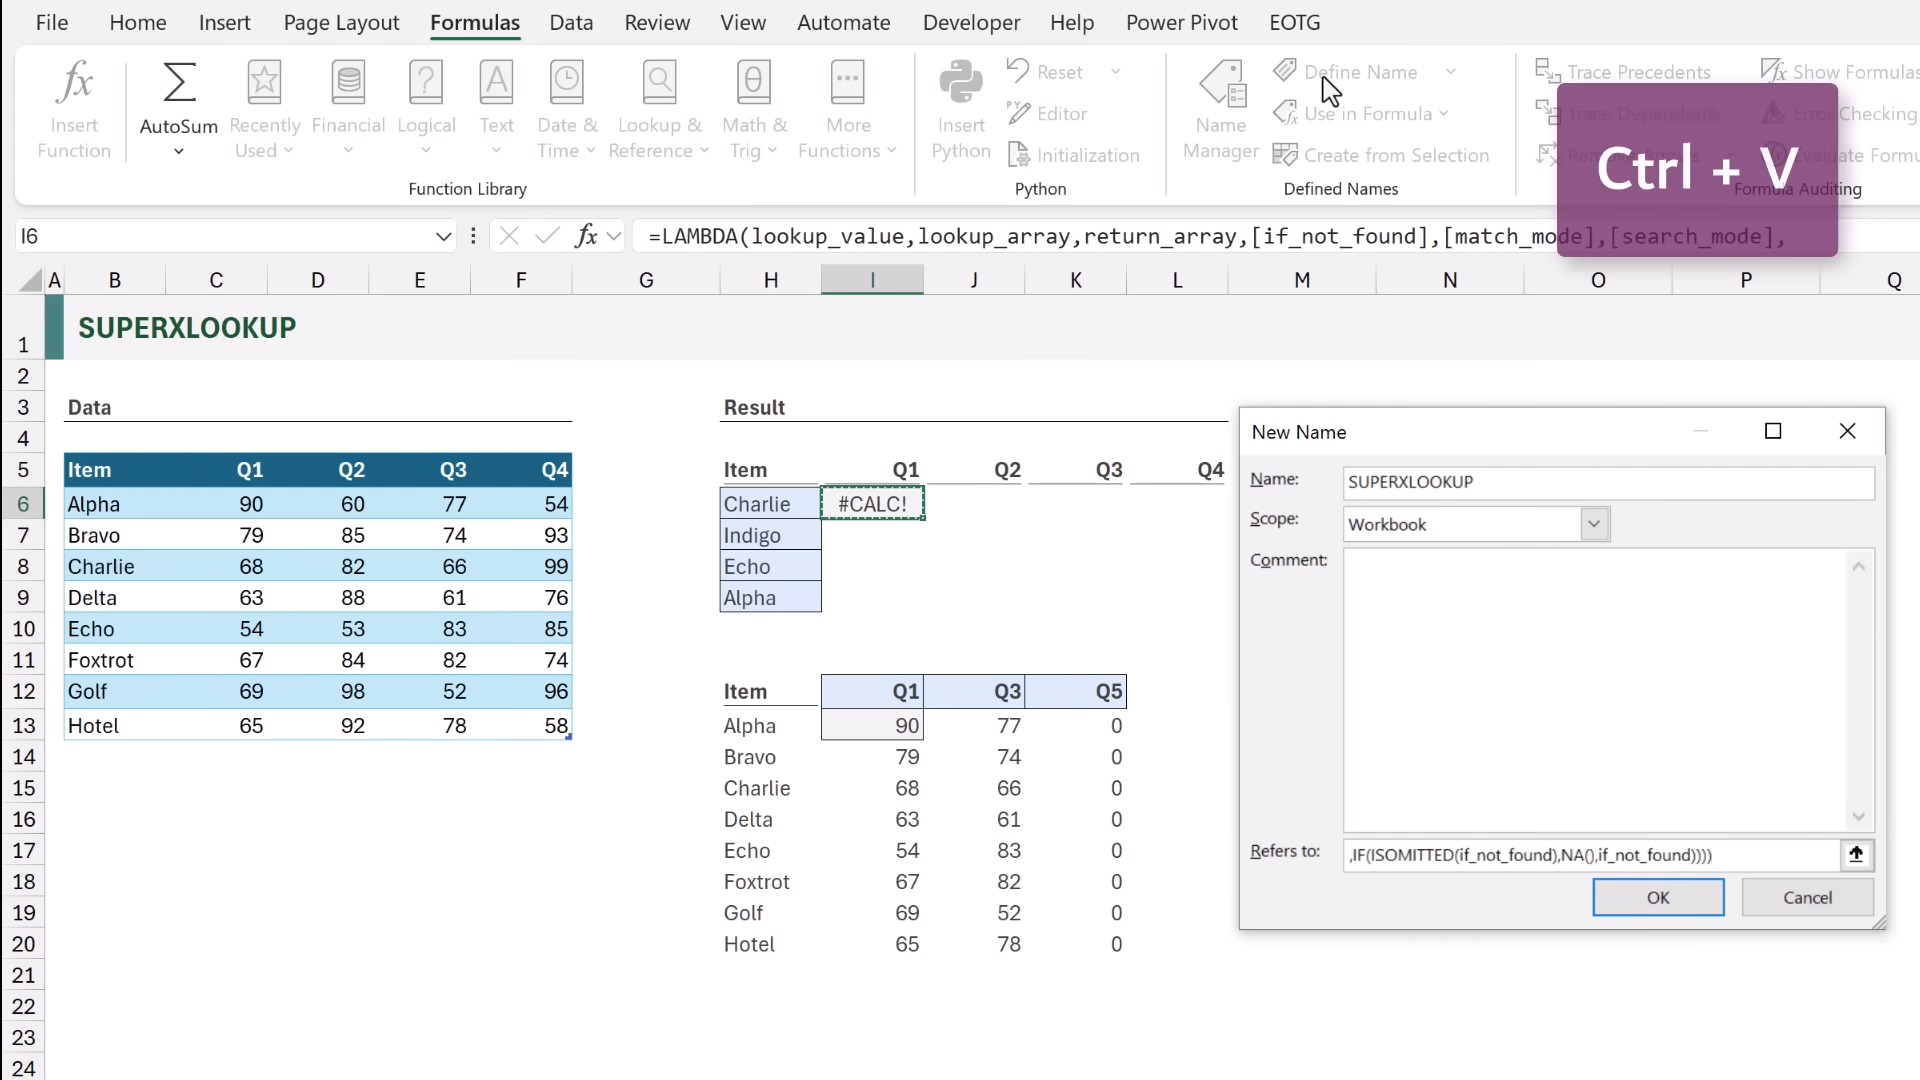 File Home Insert Page Layout Formulas Data Review View Automate Developer Help Power Pivot EOTG
Insert Function
AutoSum
Recently Used
Financial
Logical
Text
Date & Time
Lookup & Reference
Math & Trig
More Functions
Function Library
Insert Python
Reset
Editor
Initialization
Python
Name Manager
Define Name
Use in Formula
Create from Selection
Defined Names
Trace Precedents
Trace Dependents
Show Formulas
Error Checking
Formula Auditing
Ctrl + V
I6
fx
=LAMBDA(lookup_value,lookup_array,return_array,[if_not_found],[match_mode],[search_mode],
A B C D E F G H I J K L M N O P Q
1 SUPERXLOOKUP
2
3 Data Result
4
5 Item Q1 Q2 Q3 Q4 Item Q1 Q2 Q3 Q4
6 Alpha 90 60 77 54 Charlie #CALC!
7 Bravo 79 85 74 93 Indigo
8 Charlie 68 82 66 99 Echo
9 Delta 63 88 61 76 Alpha
10 Echo 54 53 83 85
11 Foxtrot 67 84 82 74
12 Golf 69 98 52 96 Item Q1 Q3 Q5
13 Hotel 65 92 78 58 Alpha 90 77 0
14 Bravo 79 74 0
15 Charlie 68 66 0
16 Delta 63 61 0
17 Echo 54 83 0
18 Foxtrot 67 82 0
19 Golf 69 52 0
20 Hotel 65 78 0
21
22
23
24
New Name
Name: SUPERXLOOKUP
Scope: Workbook
Comment:
Refers to: ,IF(ISOMITTED(if_not_found),NA(),if_not_found))))
OK Cancel